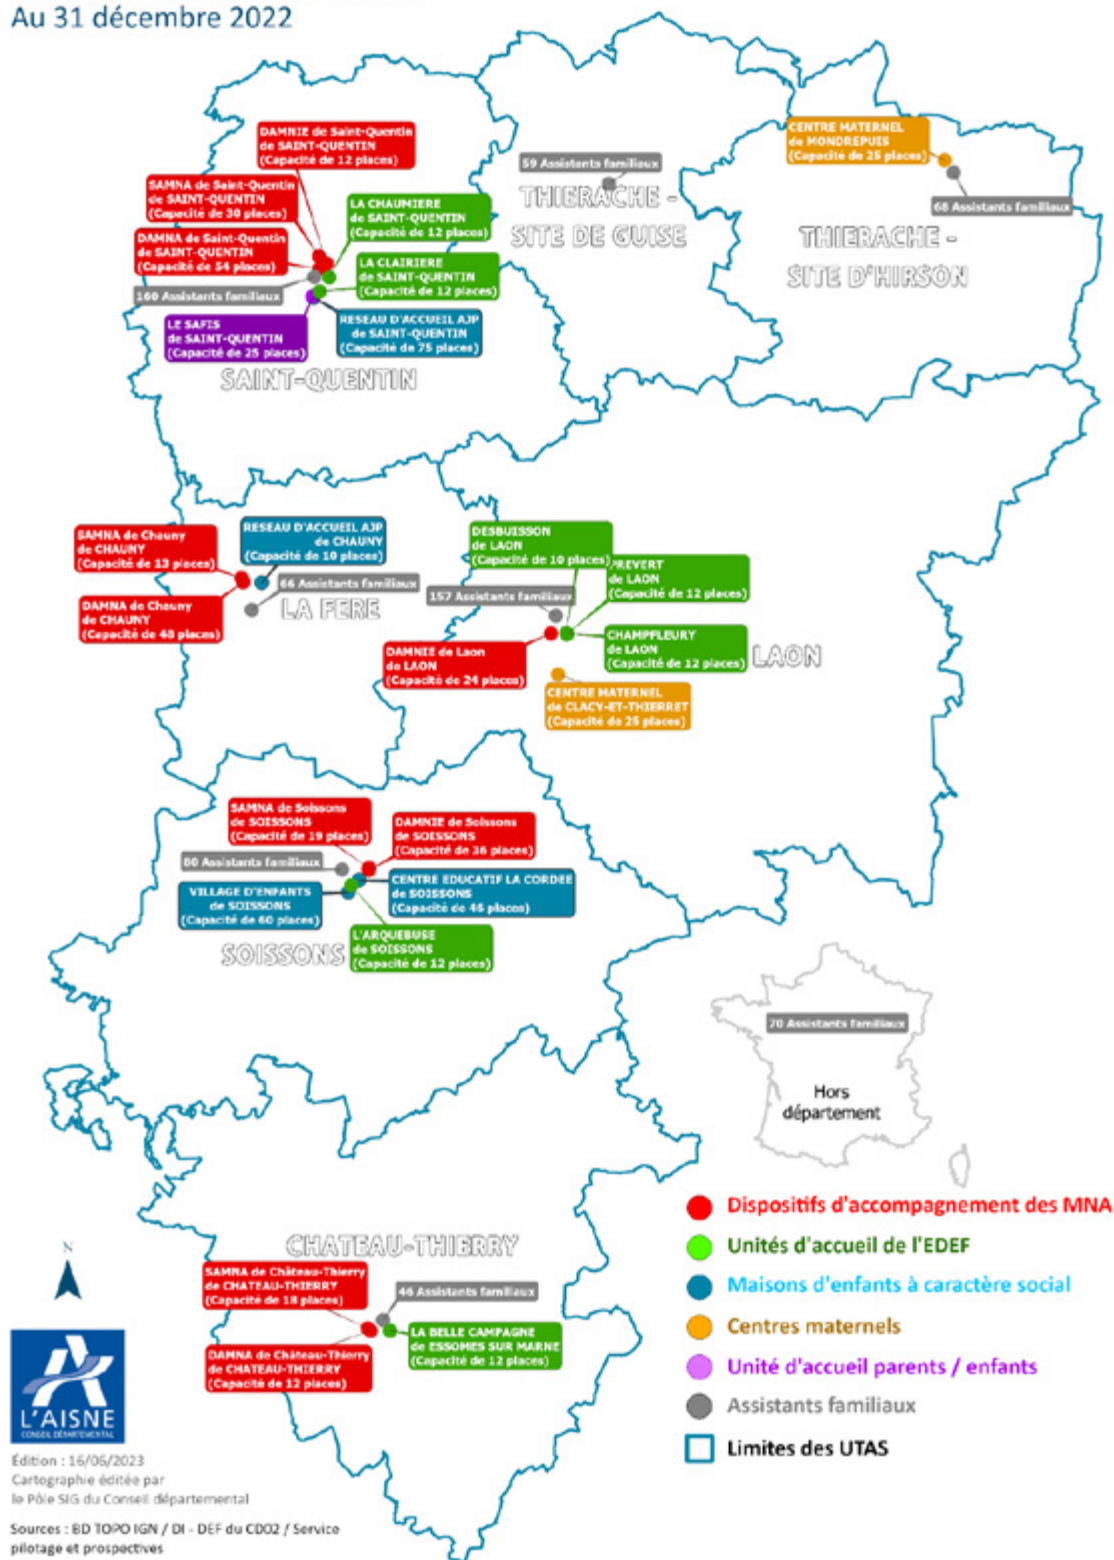 Au 31 décembre 2022
DAMNIE de Saint-Quentin
de SAINT-QUENTIN
(Capacité de 12 places)
SAMNA de Saint-Quentin
de SAINT-QUENTIN
(Capacité de 30 places)
DAMNA de Saint-Quentin
de SAINT-QUENTIN
(Capacité de 54 places)
160 Assistants familiaux
LA CHAUMIERE
de SAINT-QUENTIN
(Capacité de 12 places)
LA CLAIRIERE
de SAINT-QUENTIN
(Capacité de 12 places)
LE SAFIS
de SAINT-QUENTIN
(Capacité de 25 places)
RESEAU D'ACCUEIL AJP
de SAINT-QUENTIN
(Capacité de 75 places)
SAINT-QUENTIN
59 Assistants familiaux
THIERACHE -
SITE DE GUISE
CENTRE MATERNEL
de MONDREPUIS
(Capacité de 25 places)
68 Assistants familiaux
THIERACHE -
SITE D'HIRSON
SAMNA de Chauny
de CHAUNY
(Capacité de 13 places)
RESEAU D'ACCUEIL AJP
de CHAUNY
(Capacité de 10 places)
66 Assistants familiaux
DAMNA de Chauny
de CHAUNY
(Capacité de 48 places)
LA FERE
DESBUISSON
de LAON
(Capacité de 10 places)
PREVERT
de LAON
(Capacité de 12 places)
157 Assistants familiaux
CHAMPFLEURY
de LAON
(Capacité de 12 places)
DAMNIE de Laon
de LAON
(Capacité de 24 places)
LAON
CENTRE MATERNEL
de CLACY-ET-THIERRET
(Capacité de 25 places)
SAMNA de Soissons
de SOISSONS
(Capacité de 19 places)
DAMNIE de Soissons
de SOISSONS
(Capacité de 36 places)
80 Assistants familiaux
CENTRE EDUCATIF LA CORDEE
de SOISSONS
(Capacité de 46 places)
VILLAGE D'ENFANTS
de SOISSONS
(Capacité de 60 places)
L'ARQUEBUSE
de SOISSONS
(Capacité de 12 places)
SOISSONS
70 Assistants familiaux
Hors
département
CHATEAU-THIERRY
SAMNA de Château-Thierry
de CHATEAU-THIERRY
(Capacité de 18 places)
46 Assistants familiaux
LA BELLE CAMPAGNE
de ESSOMES SUR MARNE
(Capacité de 12 places)
DAMNA de Château-Thierry
de CHATEAU-THIERRY
(Capacité de 12 places)
Dispositifs d'accompagnement des MNA
Unités d'accueil de l'EDEF
Maisons d'enfants à caractère social
Centres maternels
Unité d'accueil parents / enfants
Assistants familiaux
Limites des UTAS
N
L'AISNE
CONSEIL DÉPARTEMENTAL
Édition : 16/06/2023
Cartographie éditée par
le Pôle SIG du Conseil départemental
Sources : BD TOPO IGN / DI - DEF du CD02 / Service
pilotage et prospectives